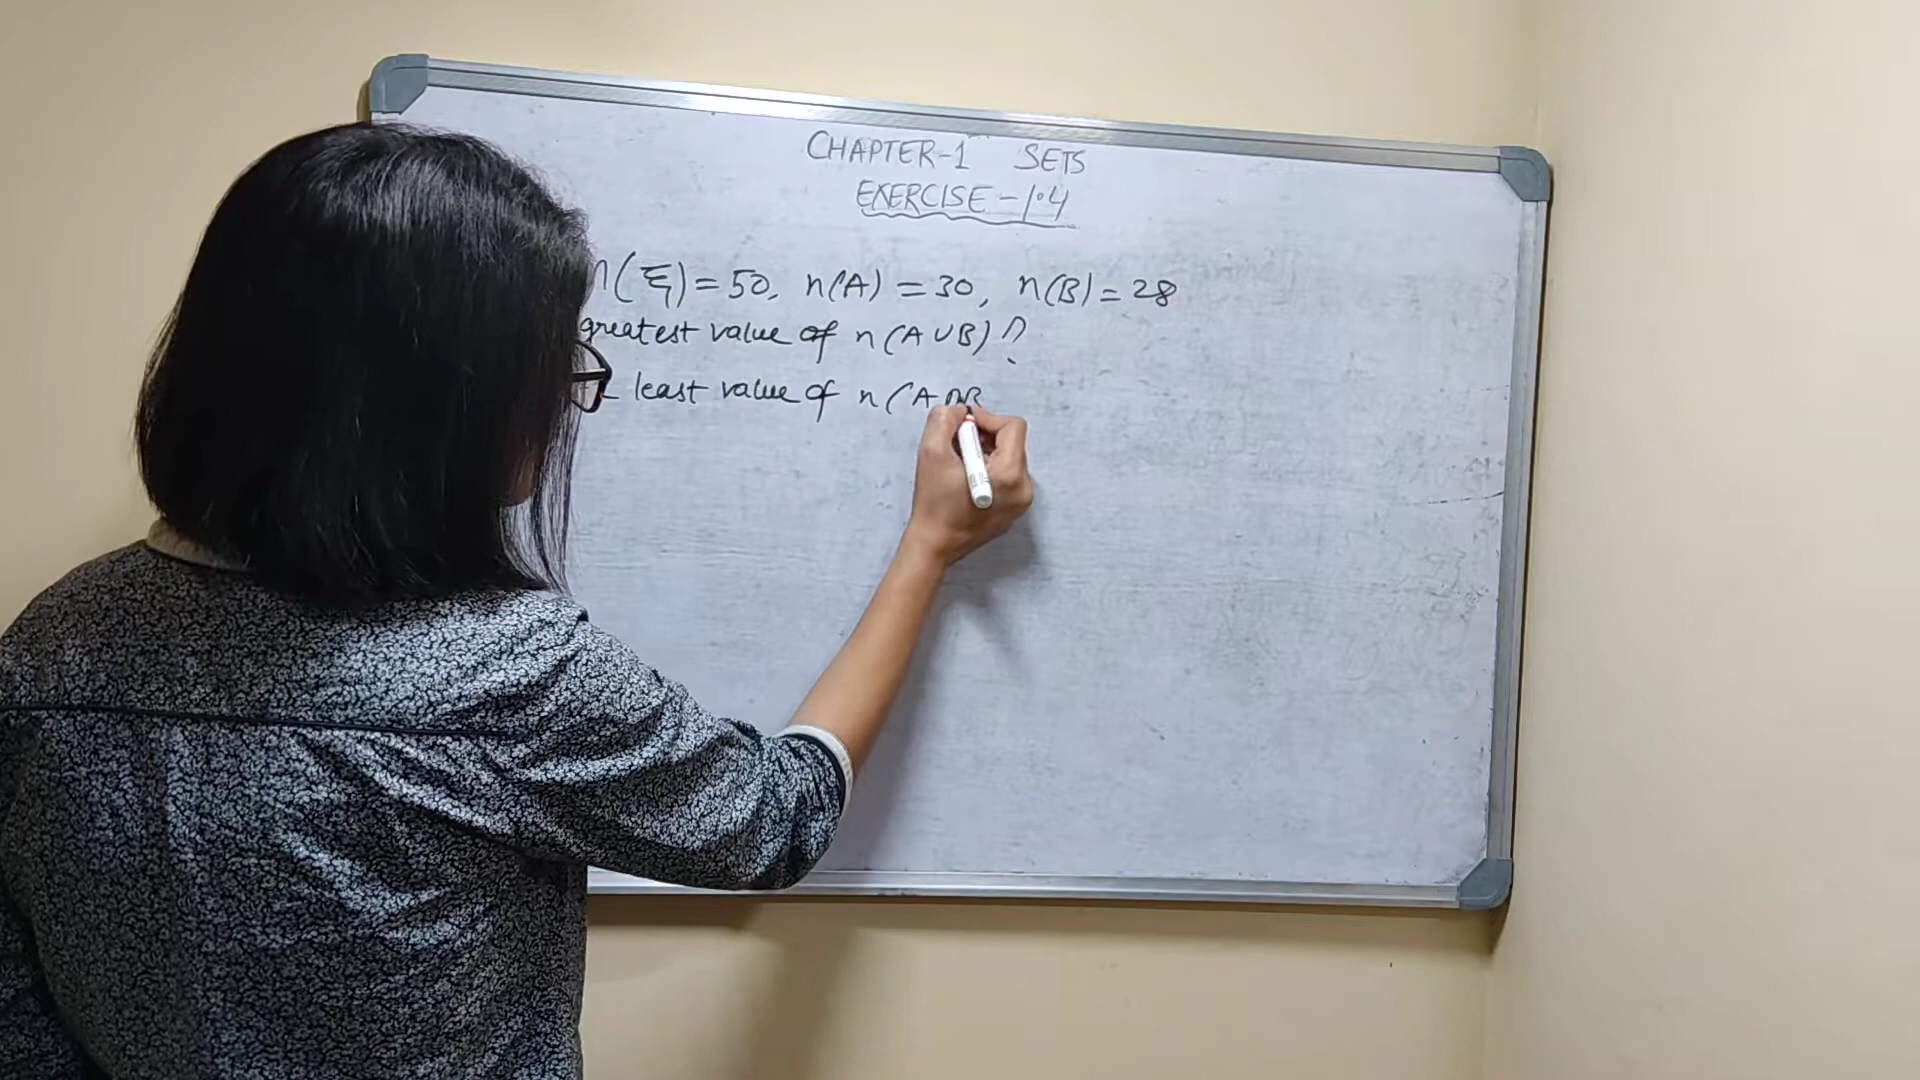 CHAPTER-1 SETS
EXERCISE - 1.4
n(ξ) = 50, n(A) = 30, n(B) = 28
greatest value of n(A∪B)?
least value of n(A∩B